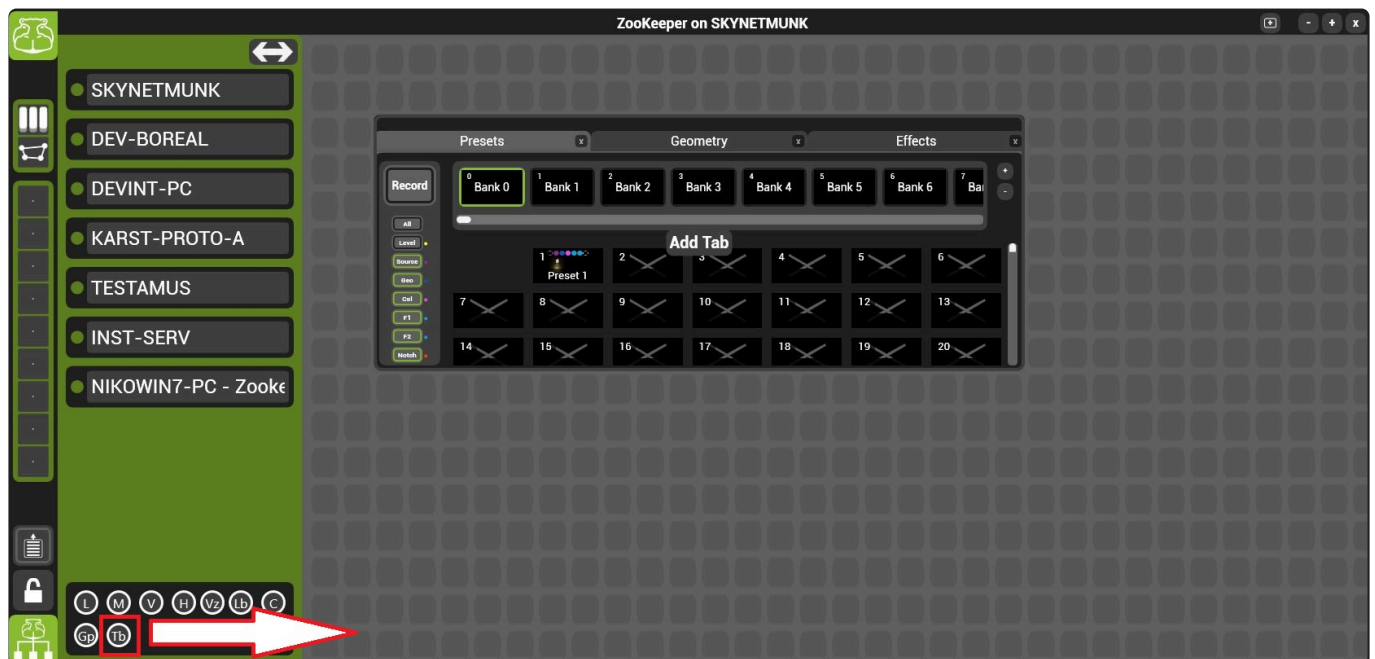 ZooKeeper on SKYNETMUNK
- + x
SKYNETMUNK
DEV-BOREAL
DEVINT-PC
KARST-PROTO-A
TESTAMUS
INST-SERV
NIKOWIN7-PC - Zooke
L M V H Vz Lb C
Gp Tb
Presets x Geometry x Effects x
Record
0 Bank 0 1 Bank 1 2 Bank 2 3 Bank 3 4 Bank 4 5 Bank 5 6 Bank 6 7 Ba
+
-
All
Level
Source
Geo
Col
F1
F2
Notch
Add Tab
1 2 3 4 5 6
Preset 1
7 8 9 10 11 12 13
14 15 16 17 18 19 20